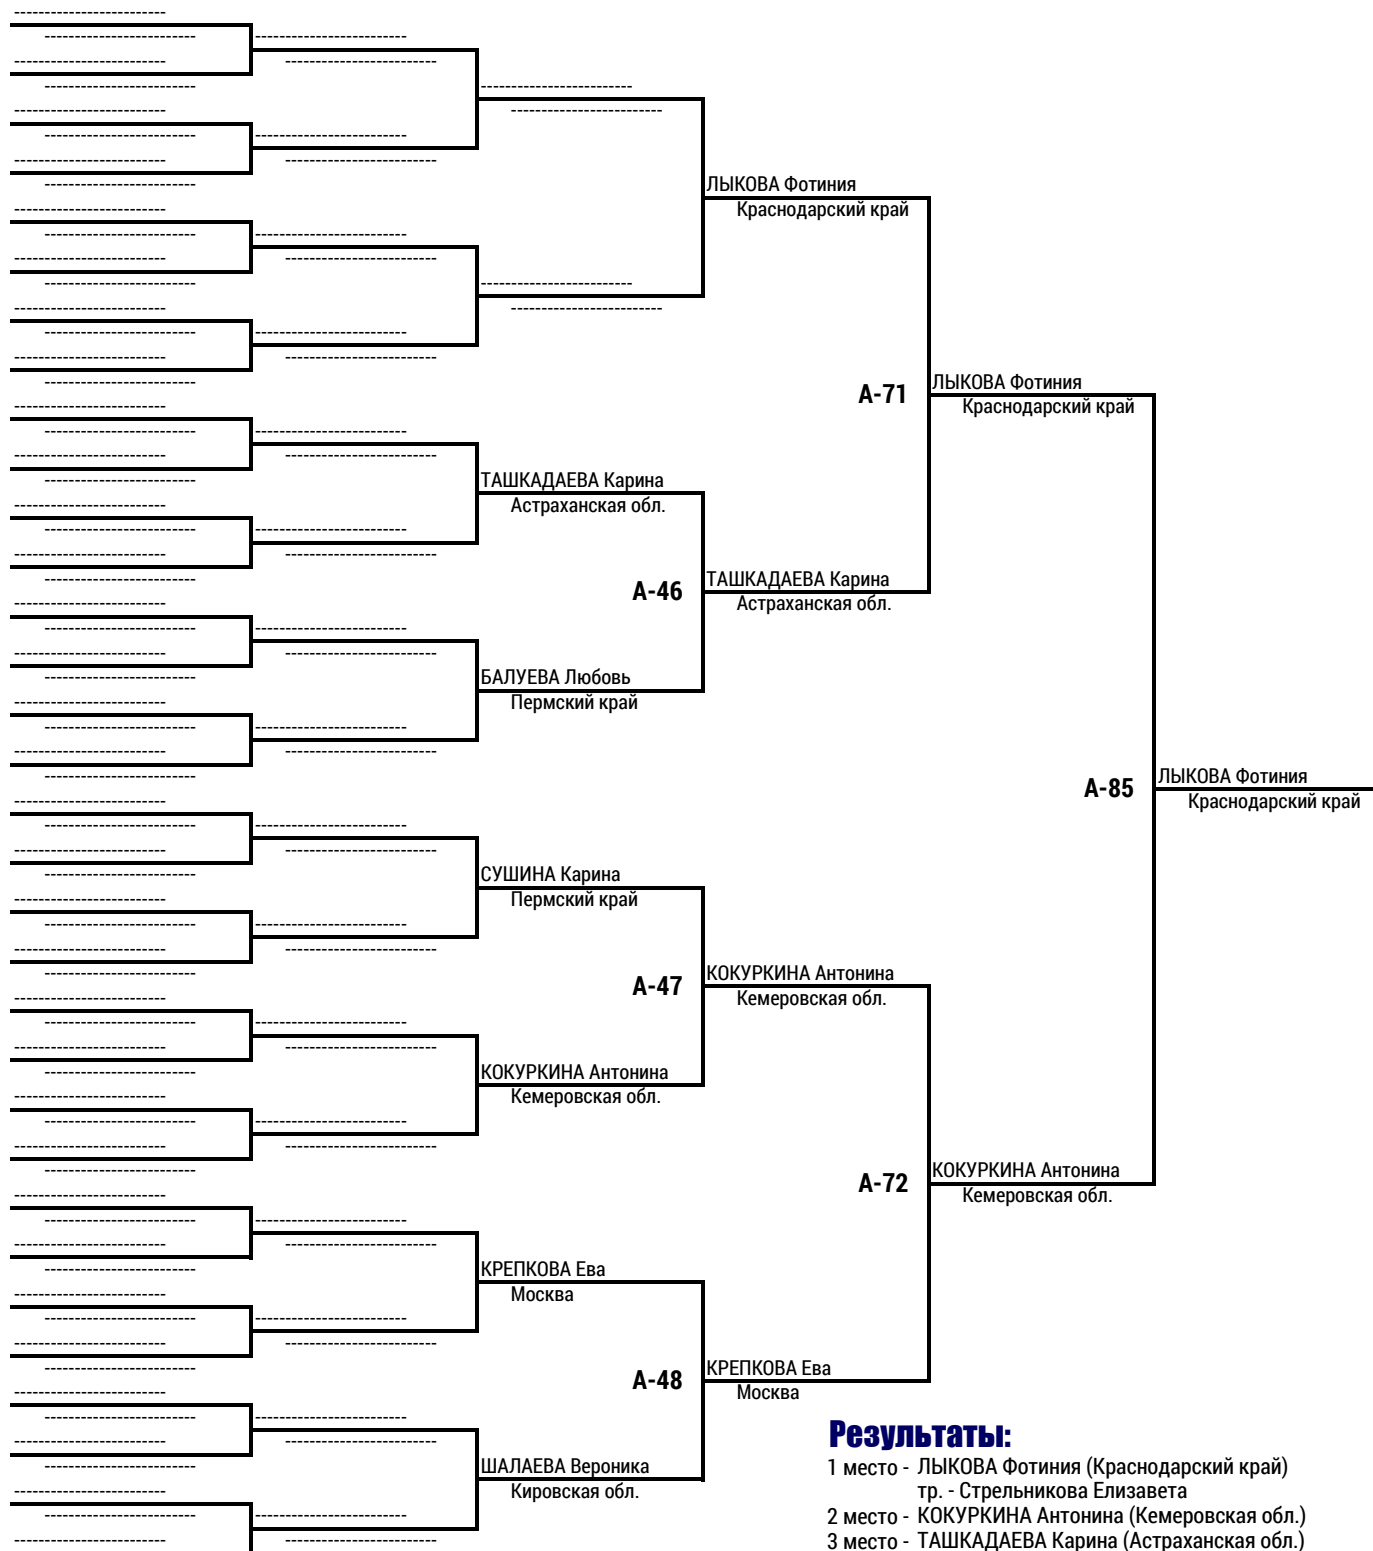 ЛЫКОВА Фотиния
Краснодарский край
A-71
ЛЫКОВА Фотиния
Краснодарский край
ТАШКАДАЕВА Карина
Астраханская обл.
A-46
ТАШКАДАЕВА Карина
Астраханская обл.
БАЛУЕВА Любовь
Пермский край
A-85
ЛЫКОВА Фотиния
Краснодарский край
СУШИНА Карина
Пермский край
A-47
КОКУРКИНА Антонина
Кемеровская обл.
КОКУРКИНА Антонина
Кемеровская обл.
A-72
КОКУРКИНА Антонина
Кемеровская обл.
КРЕПКОВА Ева
Москва
A-48
КРЕПКОВА Ева
Москва
ШАЛАЕВА Вероника
Кировская обл.
Результаты:
1 место - ЛЫКОВА Фотиния (Краснодарский край)
тр. - Стрельникова Елизавета
2 место - КОКУРКИНА Антонина (Кемеровская обл.)
3 место - ТАШКАДАЕВА Карина (Астраханская обл.)